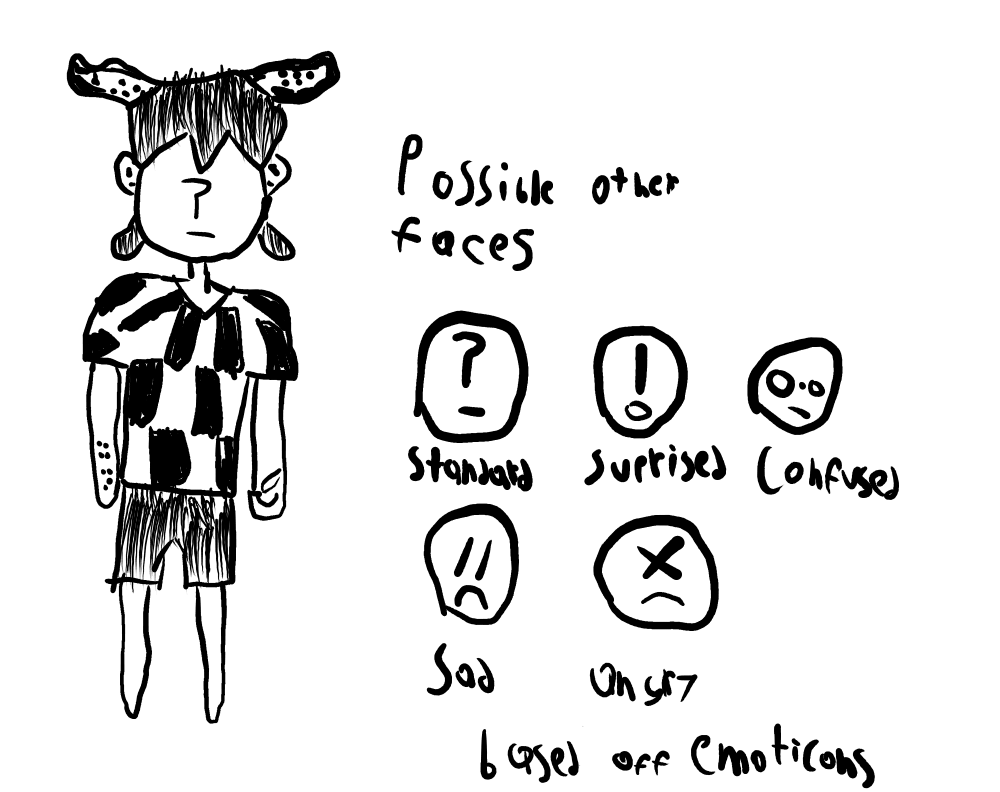 Possible other
faces
Standard
Surprised
Confused
Sad
angry
based off emoticons